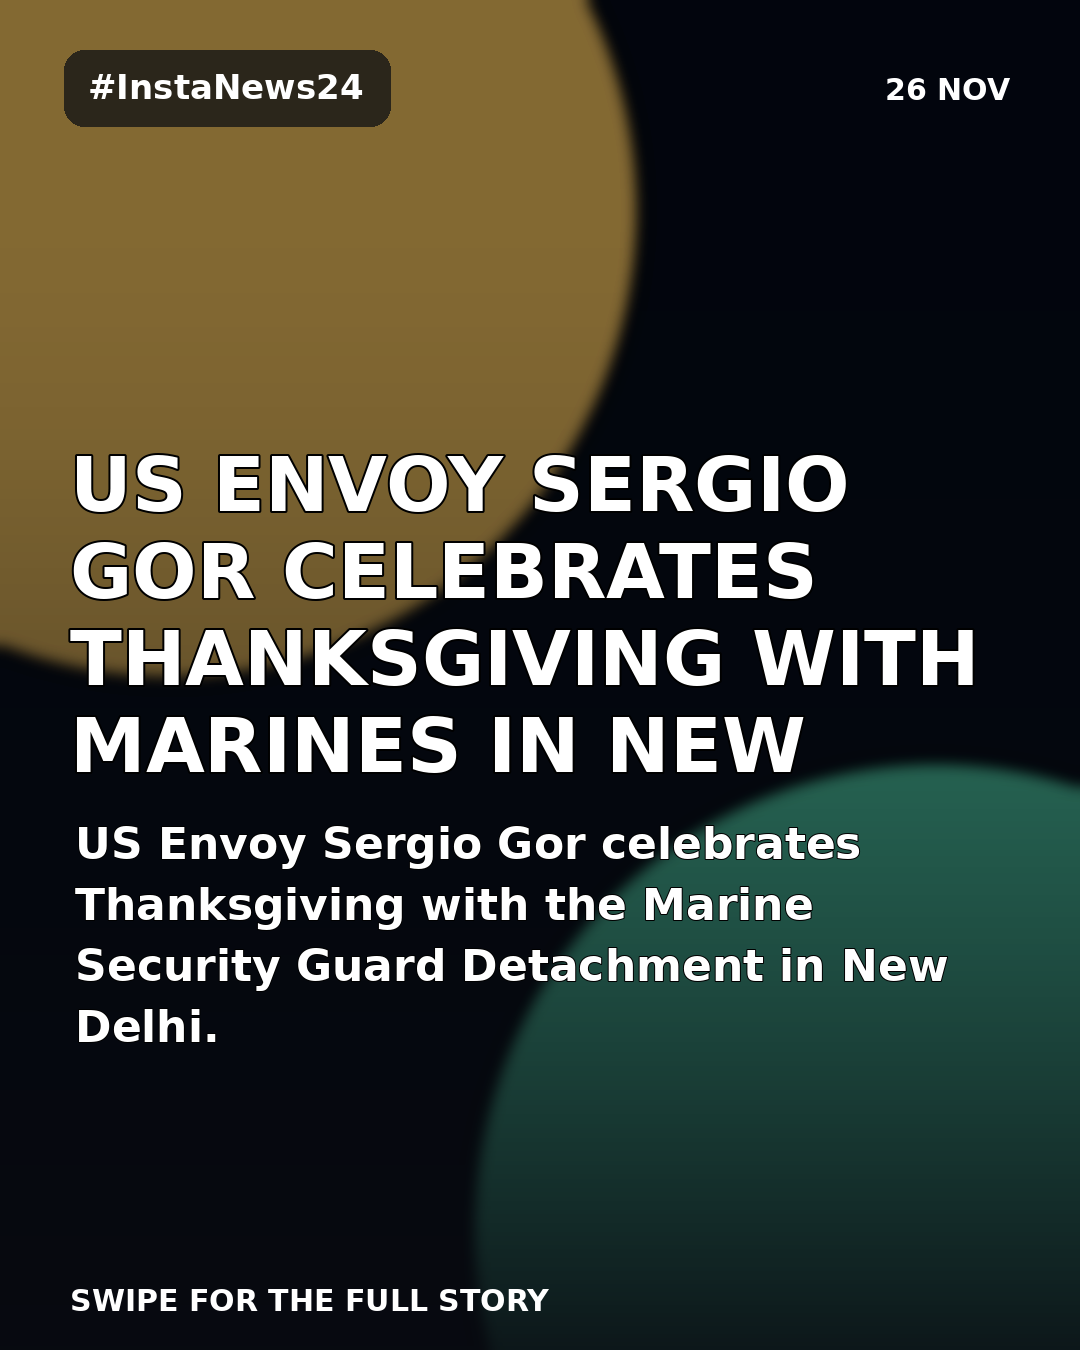 #InstaNews24
26 NOV
US ENVOY SERGIO
GOR CELEBRATES
THANKSGIVING WITH
MARINES IN NEW
US Envoy Sergio Gor celebrates
Thanksgiving with the Marine
Security Guard Detachment in New
Delhi.
SWIPE FOR THE FULL STORY